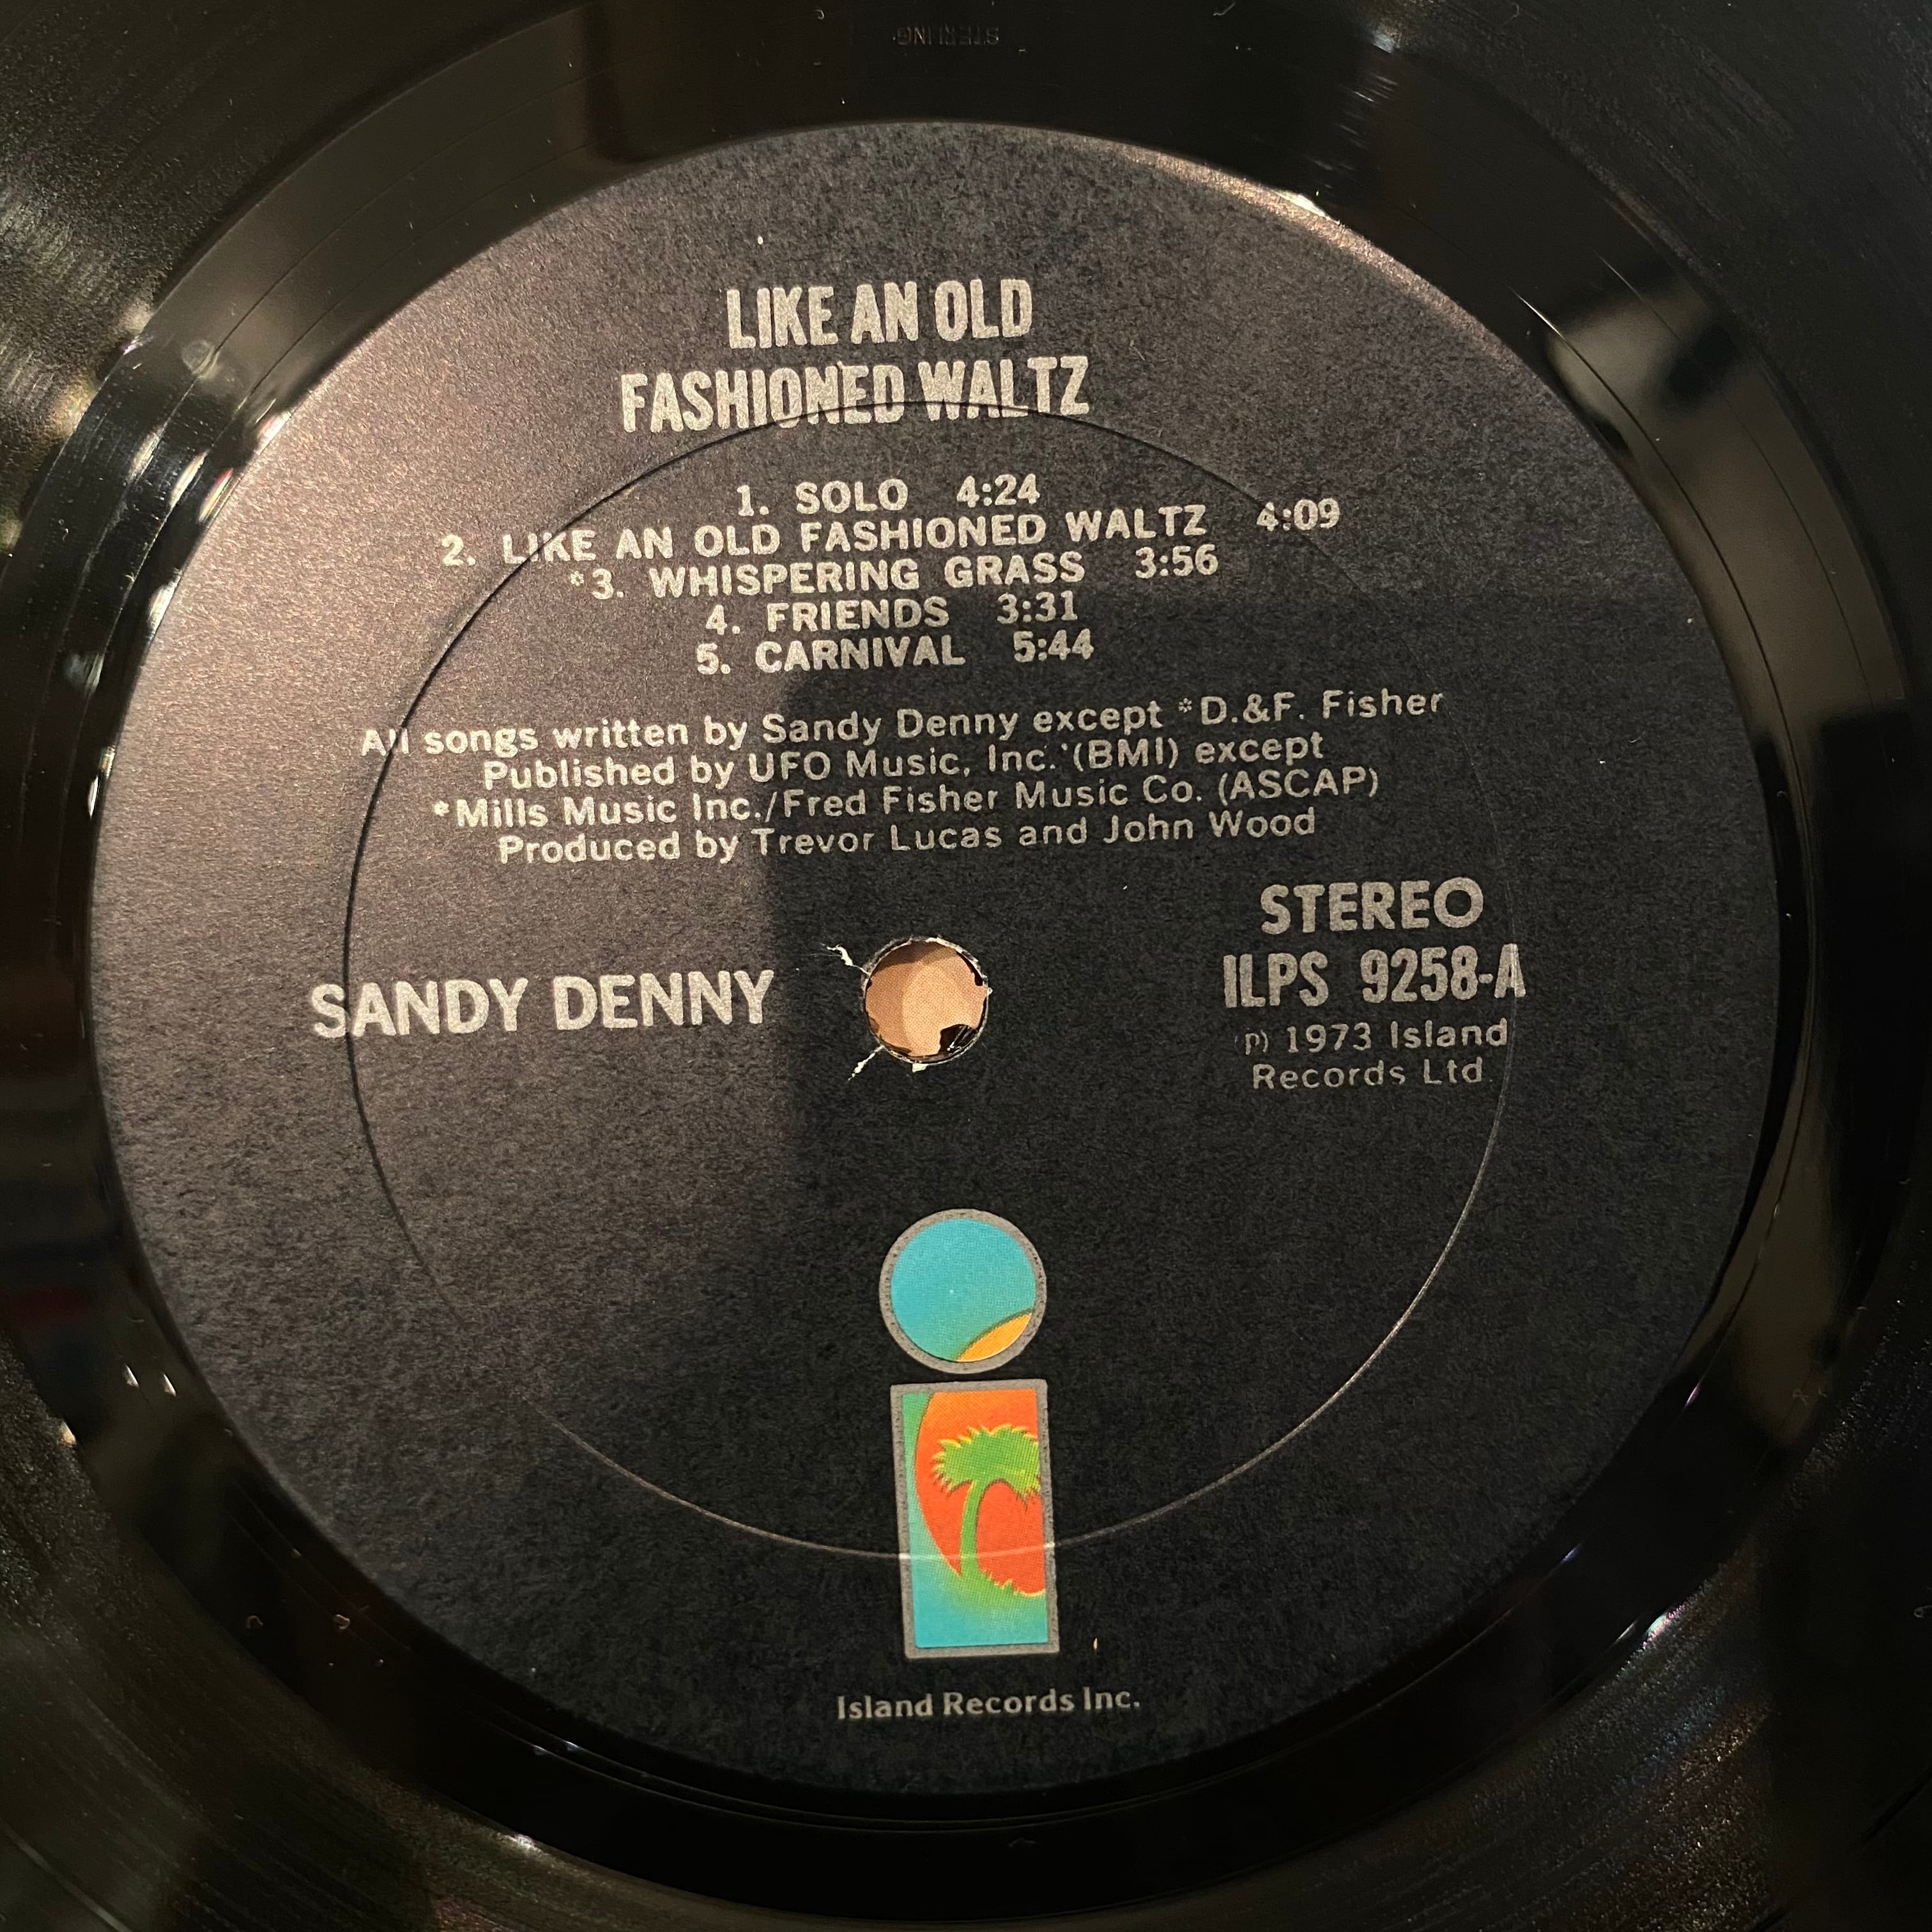 STERLING
LIKE AN OLD
FASHIONED WALTZ
1. SOLO 4:24
2. LIKE AN OLD FASHIONED WALTZ 4:09
*3. WHISPERING GRASS 3:56
4. FRIENDS 3:31
5. CARNIVAL 5:44
All songs written by Sandy Denny except *D.&F. Fisher
Published by UFO Music, Inc. (BMI) except
*Mills Music Inc./Fred Fisher Music Co. (ASCAP)
Produced by Trevor Lucas and John Wood
SANDY DENNY
STEREO
ILPS 9258-A
(p) 1973 Island
Records Ltd.
i
Island Records Inc.